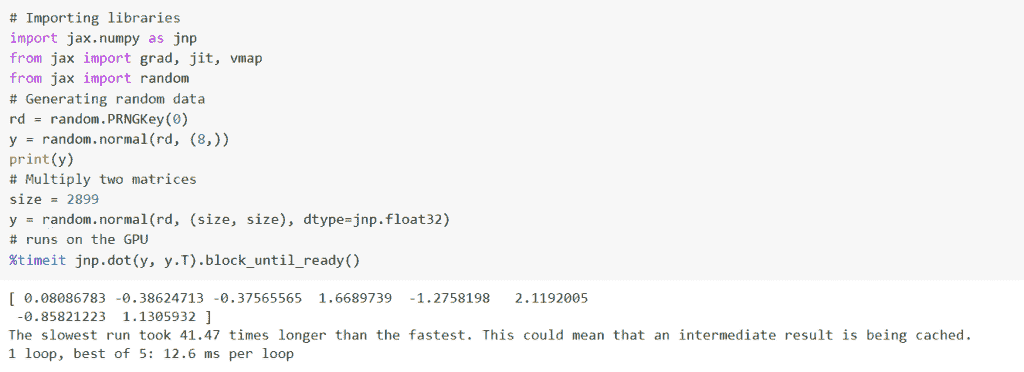 # Importing libraries
import jax.numpy as jnp
from jax import grad, jit, vmap
from jax import random
# Generating random data
rd = random.PRNGKey(0)
y = random.normal(rd, (8,))
print(y)
# Multiply two matrices
size = 2899
y = random.normal(rd, (size, size), dtype=jnp.float32)
# runs on the GPU
%timeit jnp.dot(y, y.T).block_until_ready()
[ 0.08086783 -0.38624713 -0.37565565  1.6689739  -1.2758198   2.1192005
 -0.85821223  1.1305932 ]
The slowest run took 41.47 times longer than the fastest. This could mean that an intermediate result is being cached.
1 loop, best of 5: 12.6 ms per loop